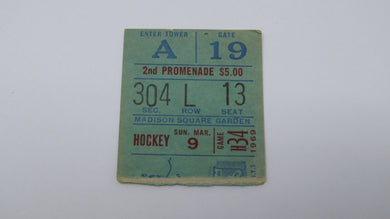 ENTER TOWER GATE
A 19
2nd PROMENADE $5.00
304 L 13
SEC. ROW SEAT
MADISON SQUARE GARDEN
HOCKEY SUN. MAR. 9 GAME H34 1969